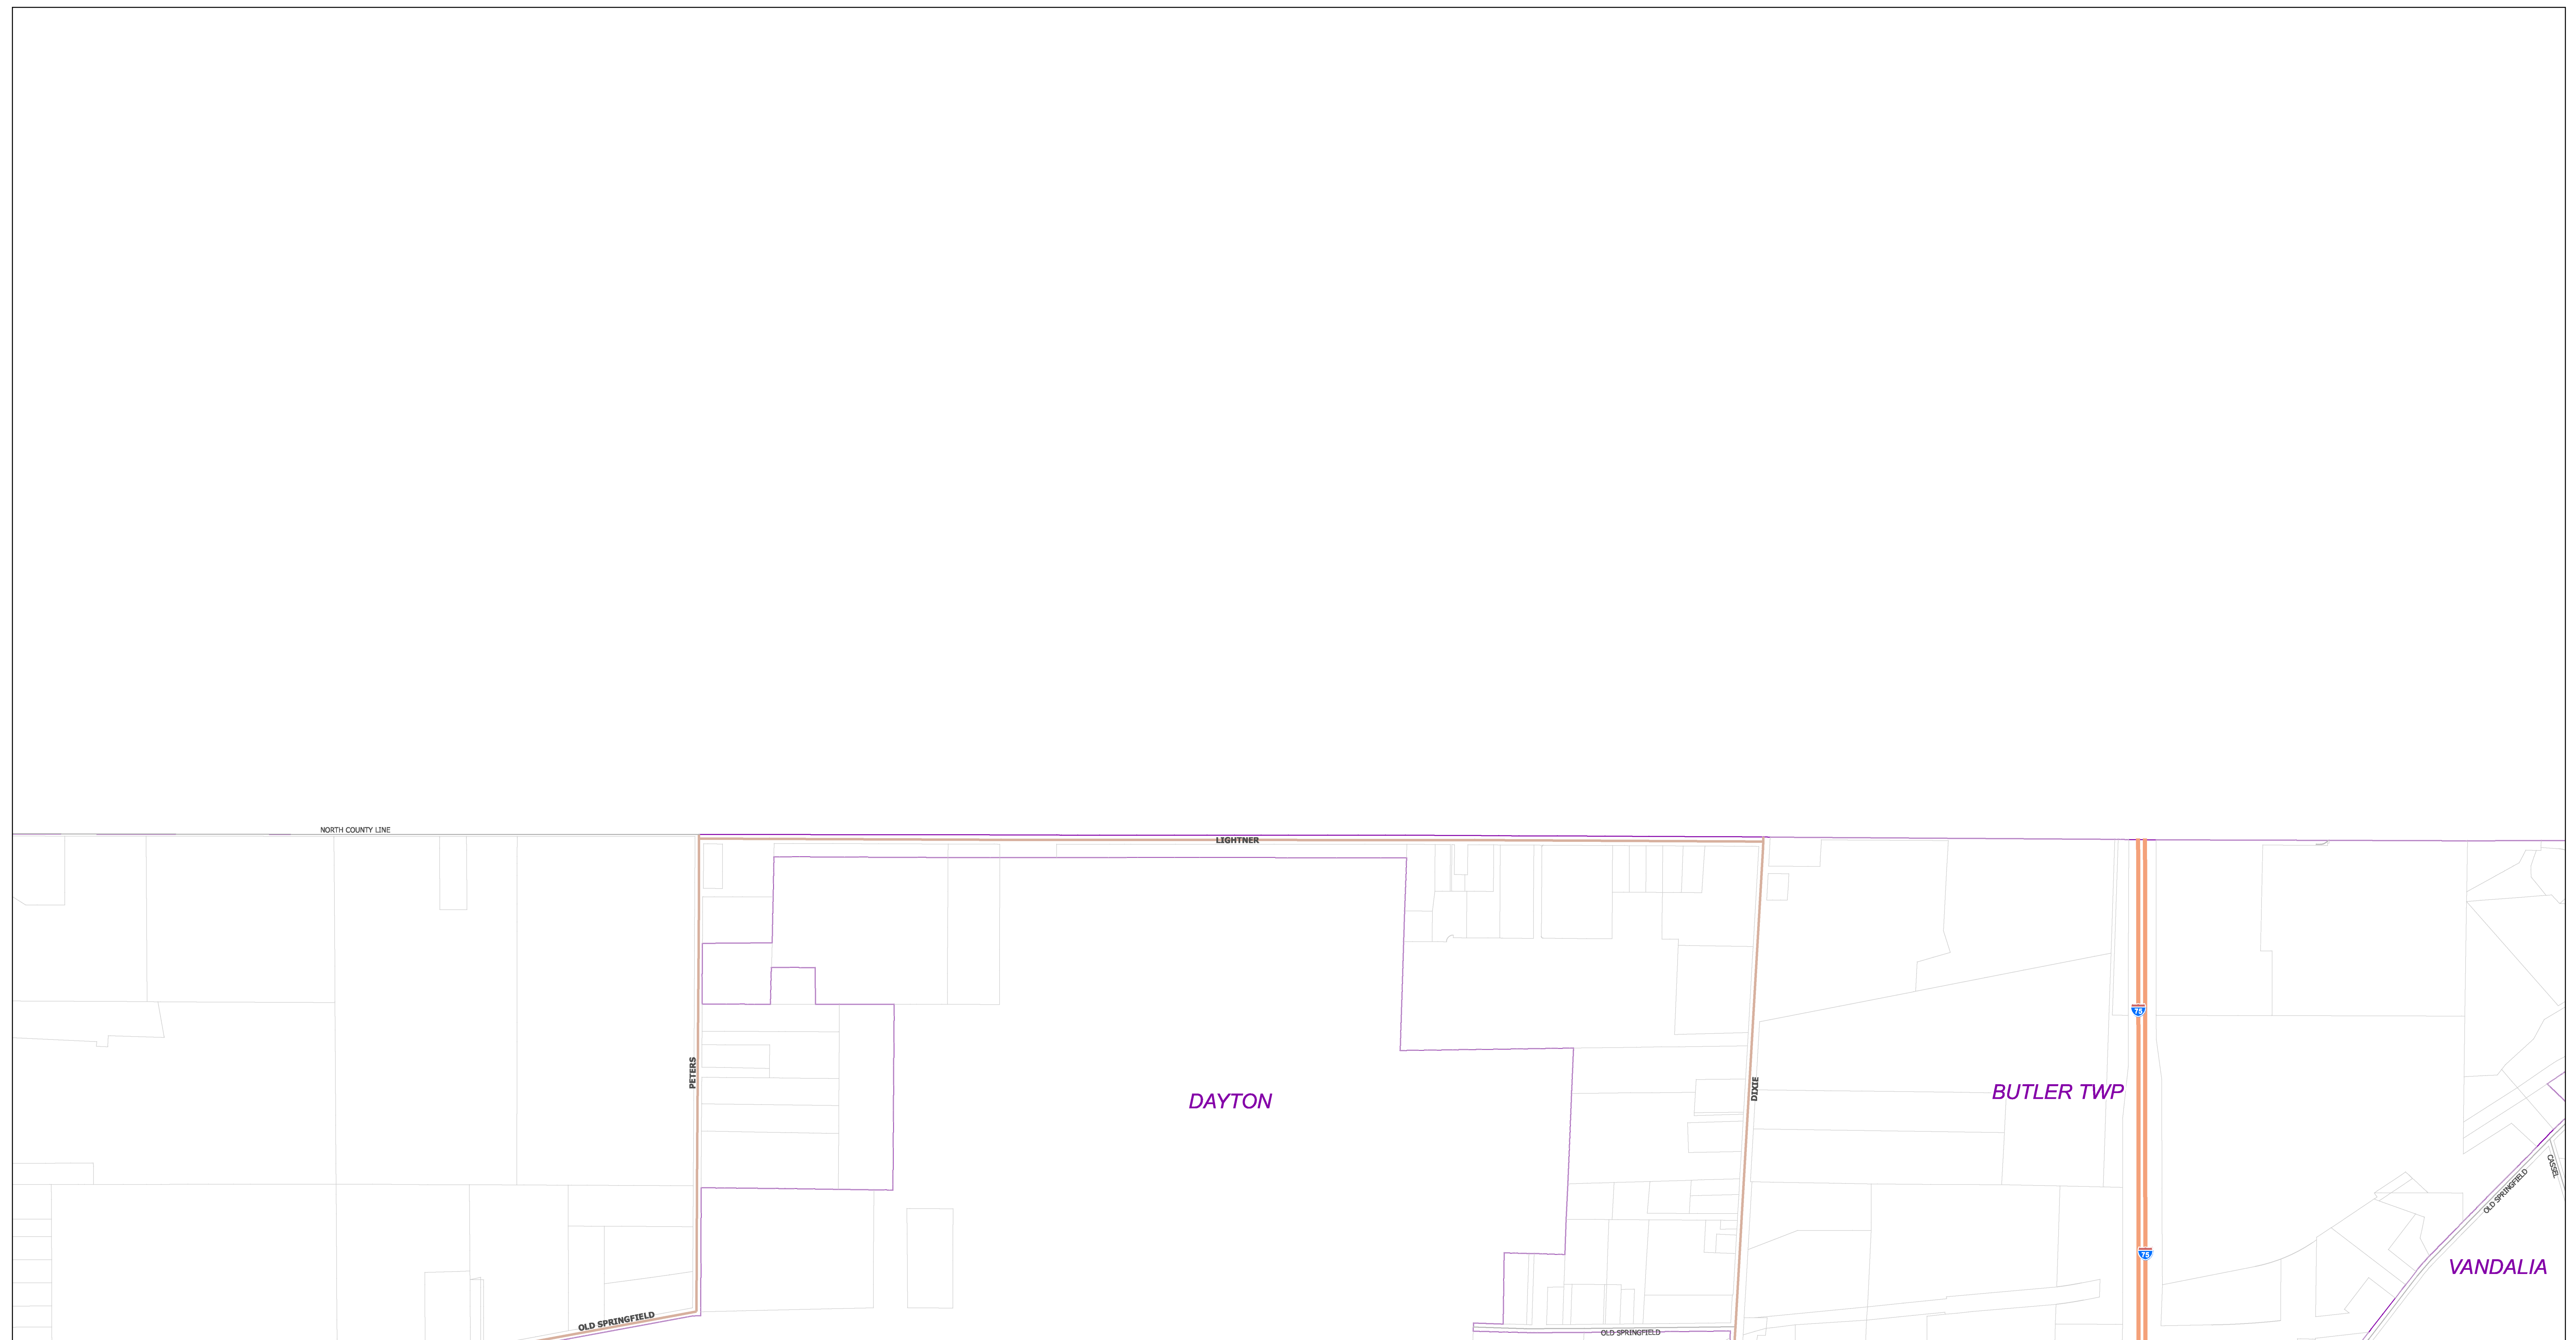 NORTH COUNTY LINE
LIGHTNER
75
PETERS
DIXIE
BUTLER TWP
DAYTON
CASSEL
OLD SPRINGFIELD
75
VANDALIA
OLD SPRINGFIELD
OLD SPRINGFIELD